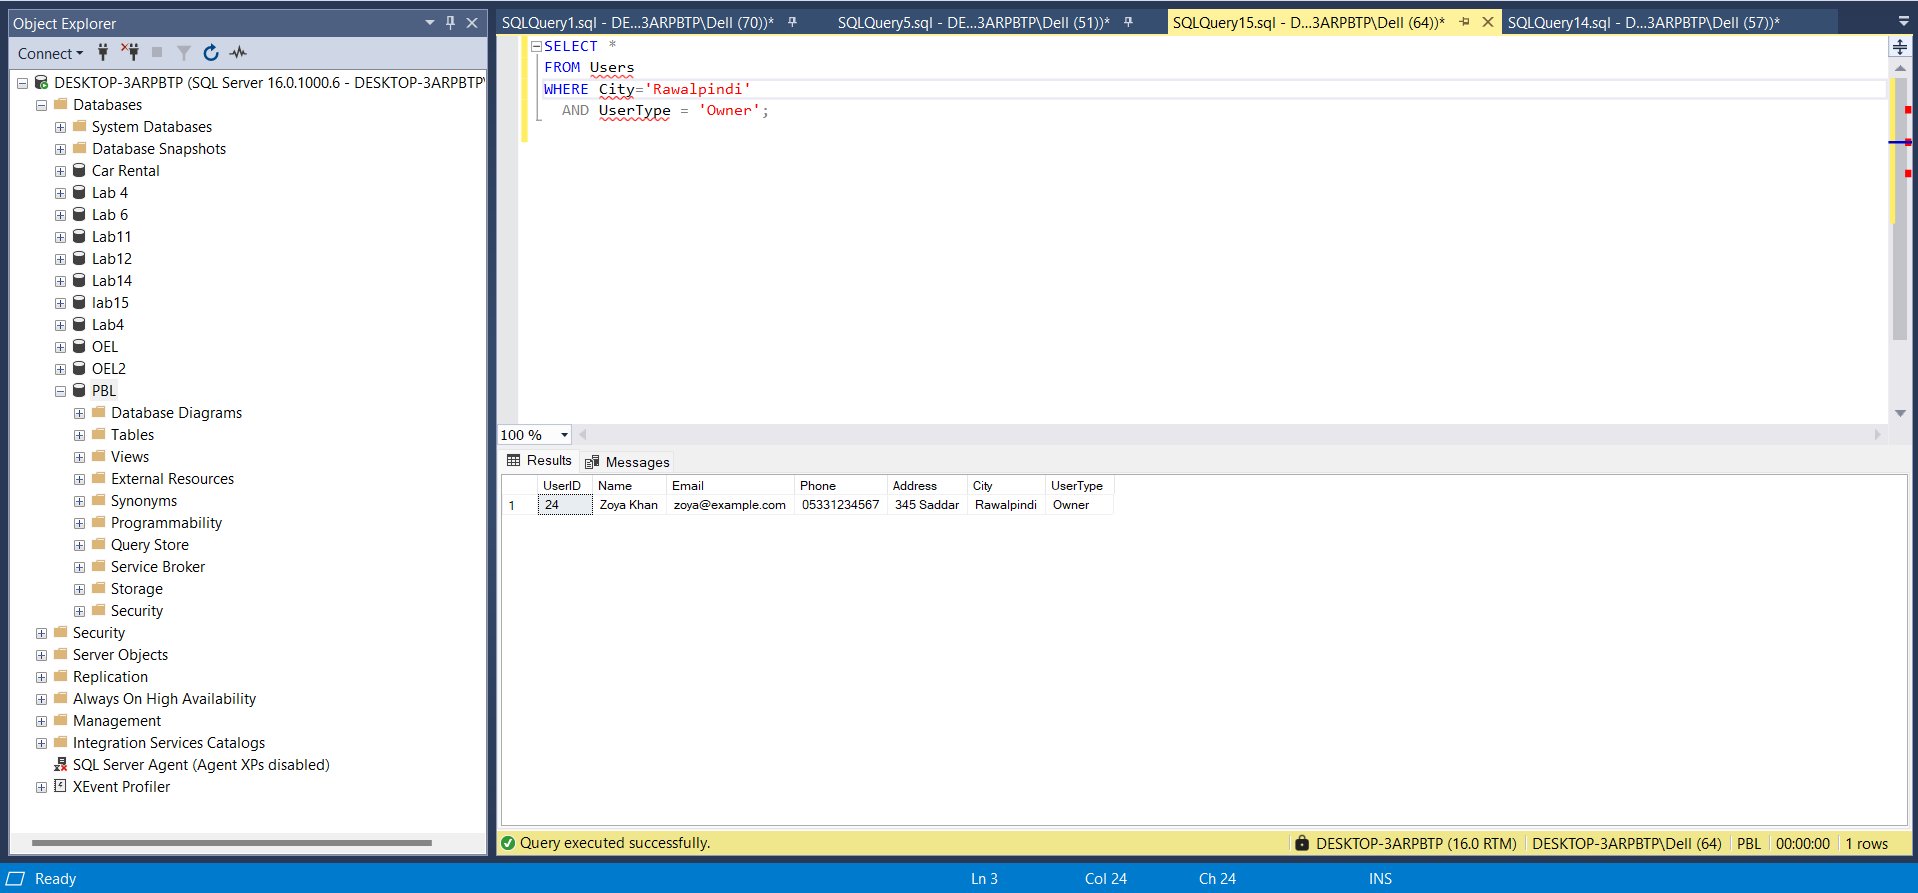 Object Explorer
Connect
DESKTOP-3ARPBTP (SQL Server 16.0.1000.6 - DESKTOP-3ARPBTP\
Databases
System Databases
Database Snapshots
Car Rental
Lab 4
Lab 6
Lab11
Lab12
Lab14
lab15
Lab4
OEL
OEL2
PBL
Database Diagrams
Tables
Views
External Resources
Synonyms
Programmability
Query Store
Service Broker
Storage
Security
Security
Server Objects
Replication
Always On High Availability
Management
Integration Services Catalogs
SQL Server Agent (Agent XPs disabled)
XEvent Profiler
SQLQuery1.sql - DE...3ARPBTP\Dell (70))* SQLQuery5.sql - DE...3ARPBTP\Dell (51))* SQLQuery15.sql - D...3ARPBTP\Dell (64))* SQLQuery14.sql - D...3ARPBTP\Dell (57))*
SELECT *
FROM Users
WHERE City='Rawalpindi'
AND UserType = 'Owner';
100 %
Results Messages
UserID Name Email Phone Address City UserType
1 24 Zoya Khan zoya@example.com 05331234567 345 Saddar Rawalpindi Owner
Query executed successfully. DESKTOP-3ARPBTP (16.0 RTM) DESKTOP-3ARPBTP\Dell (64) PBL 00:00:00 1 rows
Ready Ln 3 Col 24 Ch 24 INS